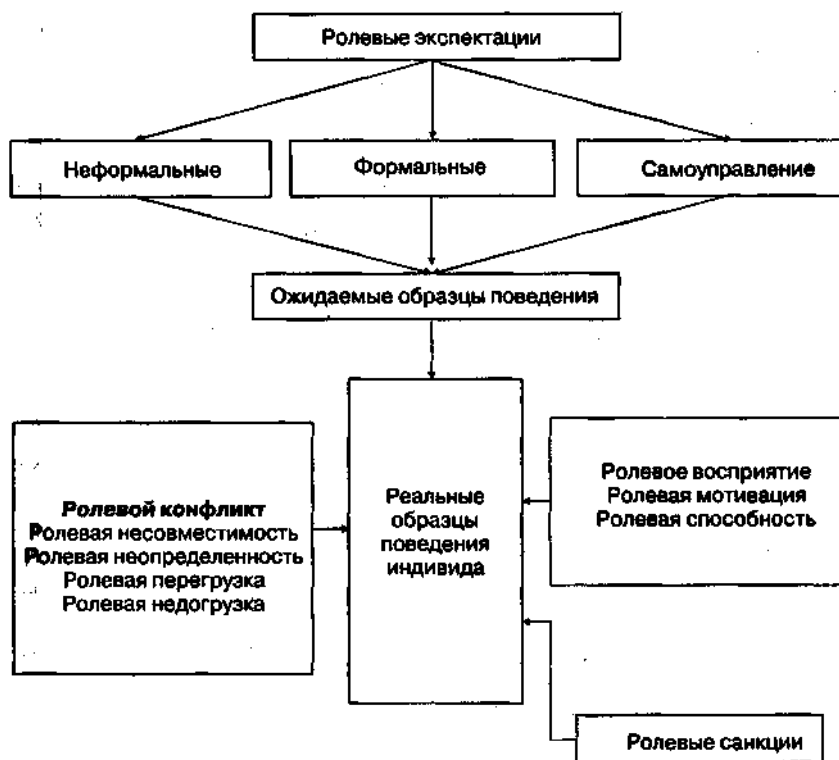 Ролевые экспектации
Неформальные
Формальные
Самоуправление
Ожидаемые образцы поведения
Ролевой конфликт
Ролевая несовместимость
Ролевая неопределенность
Ролевая перегрузка
Ролевая недогрузка
Реальные
образцы
поведения
индивида
Ролевое восприятие
Ролевая мотивация
Ролевая способность
Ролевые санкции